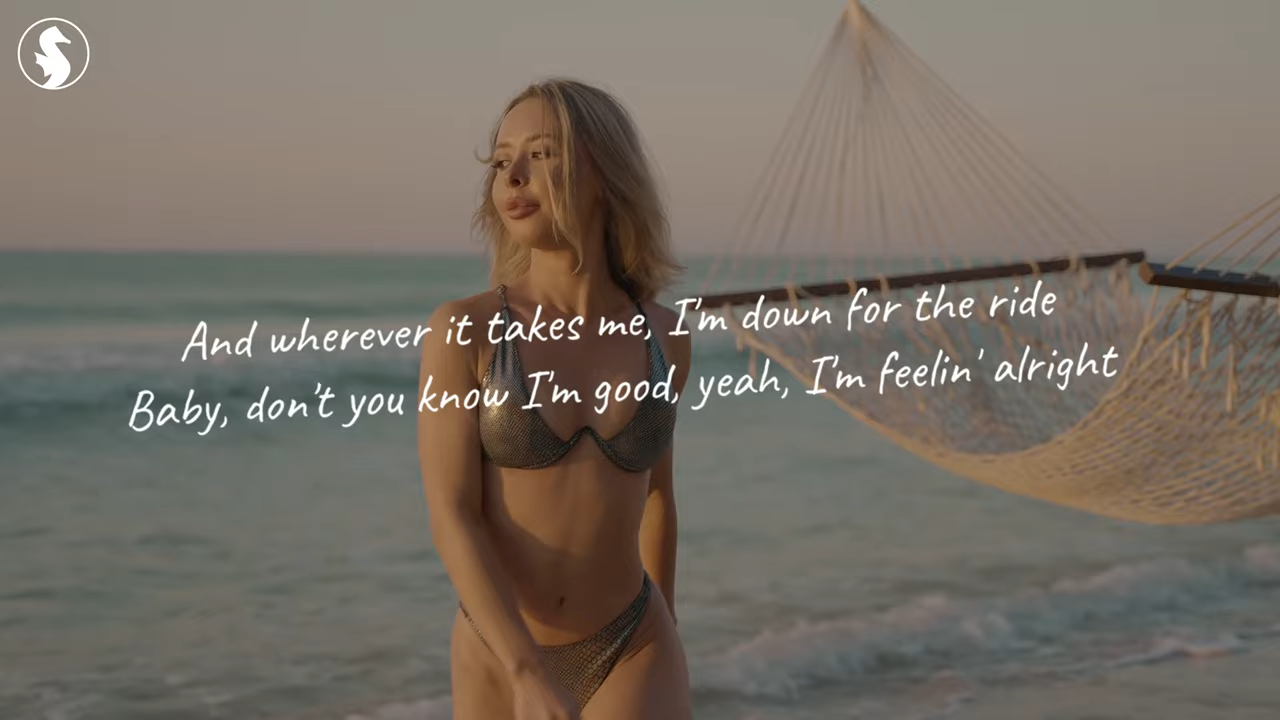 And wherever it takes me, I'm down for the ride
Baby, don't you know I'm good, yeah, I'm feelin' alright